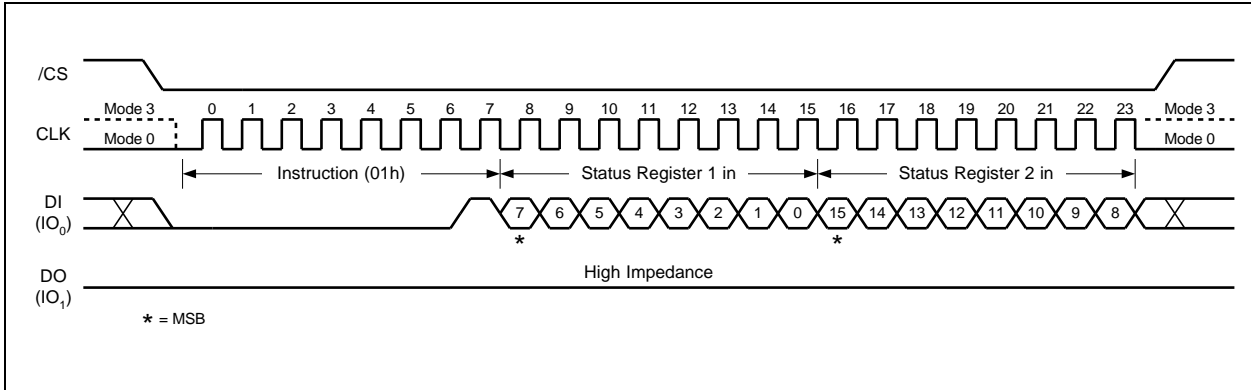 /CS
Mode 3 0 1 2 3 4 5 6 7 8 9 10 11 12 13 14 15 16 17 18 19 20 21 22 23 Mode 3
CLK Mode 0 Mode 0
Instruction (01h) Status Register 1 in Status Register 2 in
DI
(IO0) 7 6 5 4 3 2 1 0 15 14 13 12 11 10 9 8
* *
High Impedance
DO
(IO1)
* = MSB